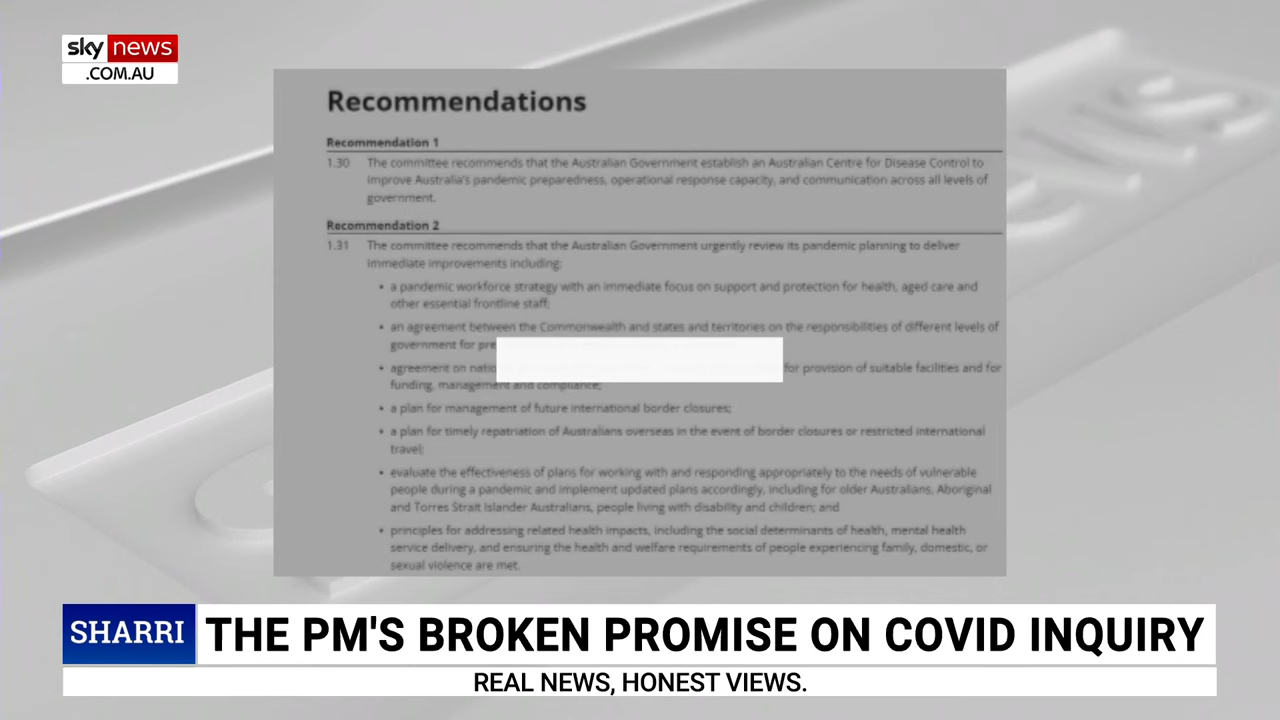 sky news
.COM.AU
Recommendations
Recommendation 1
1.30 The committee recommends that the Australian Government establish an Australian Centre for Disease Control to
improve Australia's pandemic preparedness, operational response capacity, and communication across all levels of
government.
Recommendation 2
1.31 The committee recommends that the Australian Government urgently review its pandemic planning to deliver
immediate improvements including:
• a pandemic workforce strategy with an immediate focus on support and protection for health, aged care and
other essential frontline staff;
• an agreement between the Commonwealth and states and territories on the responsibilities of different levels of
government for
• agreement on for provision of suitable facilities and for
funding, management and compliance;
• a plan for management of future international border closures;
• a plan for timely repatriation of Australians overseas in the event of border closures or restricted international
travel;
• evaluate the effectiveness of plans for working with and responding appropriately to the needs of vulnerable
people during a pandemic and implement updated plans accordingly, including for older Australians, Aboriginal
and Torres Strait Islander Australians, people living with disability and children; and
• principles for addressing related health impacts, including the social determinants of health, mental health
service delivery, and ensuring the health and welfare requirements of people experiencing family, domestic, or
sexual violence are met.
SHARRI THE PM'S BROKEN PROMISE ON COVID INQUIRY
REAL NEWS, HONEST VIEWS.